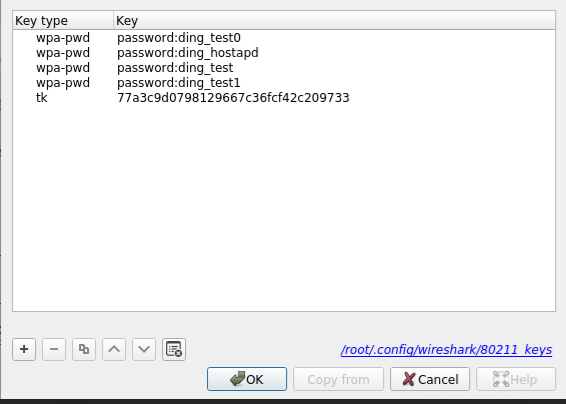 Key type Key
wpa-pwd password:ding_test0
wpa-pwd password:ding_hostapd
wpa-pwd password:ding_test
wpa-pwd password:ding_test1
tk 77a3c9d0798129667c36fcf42c209733
/root/.config/wireshark/80211_keys
OK Copy from Cancel Help